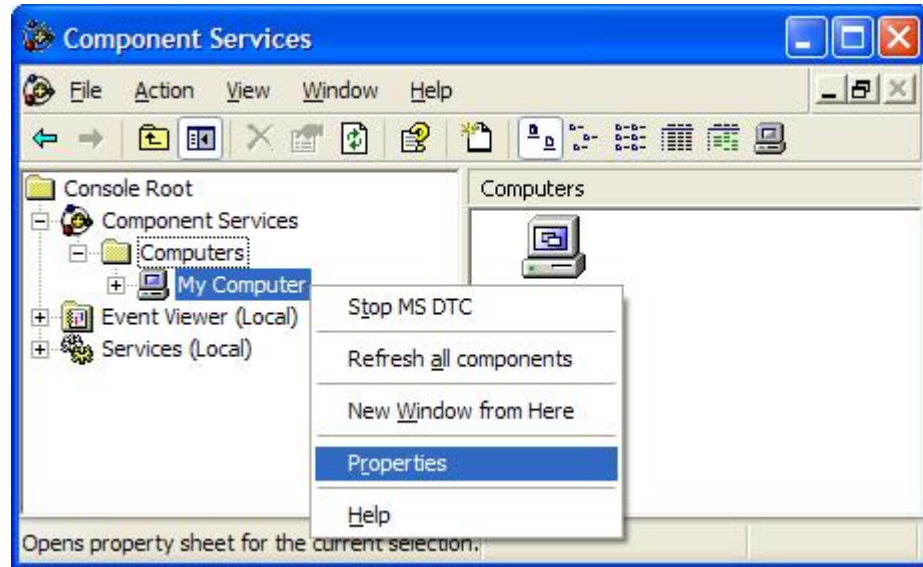 Component Services
File Action View Window Help
Console Root
Computers
Component Services
Computers
My Computer
Event Viewer (Local)
Services (Local)
Stop MS DTC
Refresh all components
New Window from Here
Properties
Help
Opens property sheet for the current selection.